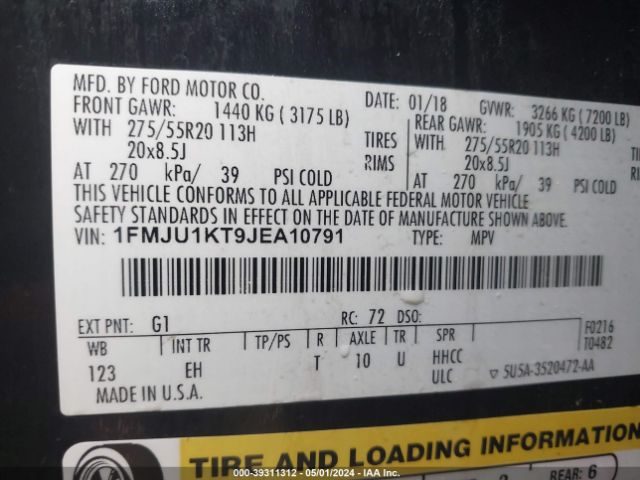 MFD. BY FORD MOTOR CO.
DATE: 01/18 GVWR: 3266 KG ( 7200 LB)
FRONT GAWR: 1440 KG ( 3175 LB)
REAR GAWR: 1905 KG ( 4200 LB)
WITH 275/55R20 113H TIRES WITH 275/55R20 113H
20x8.5J RIMS 20x8.5J
AT 270 kPa/ 39 PSI COLD AT 270 kPa/ 39 PSI COLD
THIS VEHICLE CONFORMS TO ALL APPLICABLE FEDERAL MOTOR VEHICLE
SAFETY STANDARDS IN EFFECT ON THE DATE OF MANUFACTURE SHOWN ABOVE.
VIN: 1FMJU1KT9JEA10791 TYPE: MPV
EXT PNT: G1 RC: 72 DSO:
WB INT TR TP/PS R AXLE TR SPR F0216
T0482
123 EH T 10 U HHCC
ULC ▽ 5U5A-3520472-AA
MADE IN U.S.A.
TIRE AND LOADING INFORMATION
REAR: 6
000-39311312 - 05/01/2024 - IAA Inc.